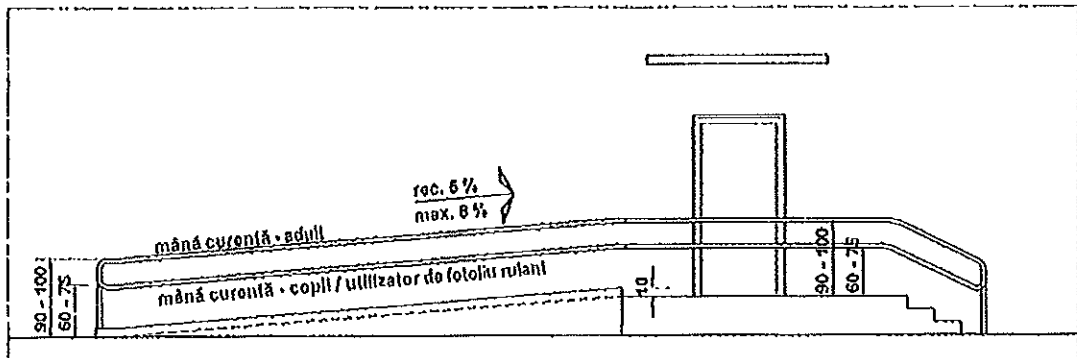 rec. 5 %
max. 8 %
mână curentă - adult
mână curentă - copii / utilizator de fotoliu rulant
90 - 100
60 - 75
10
90 - 100
60 - 75